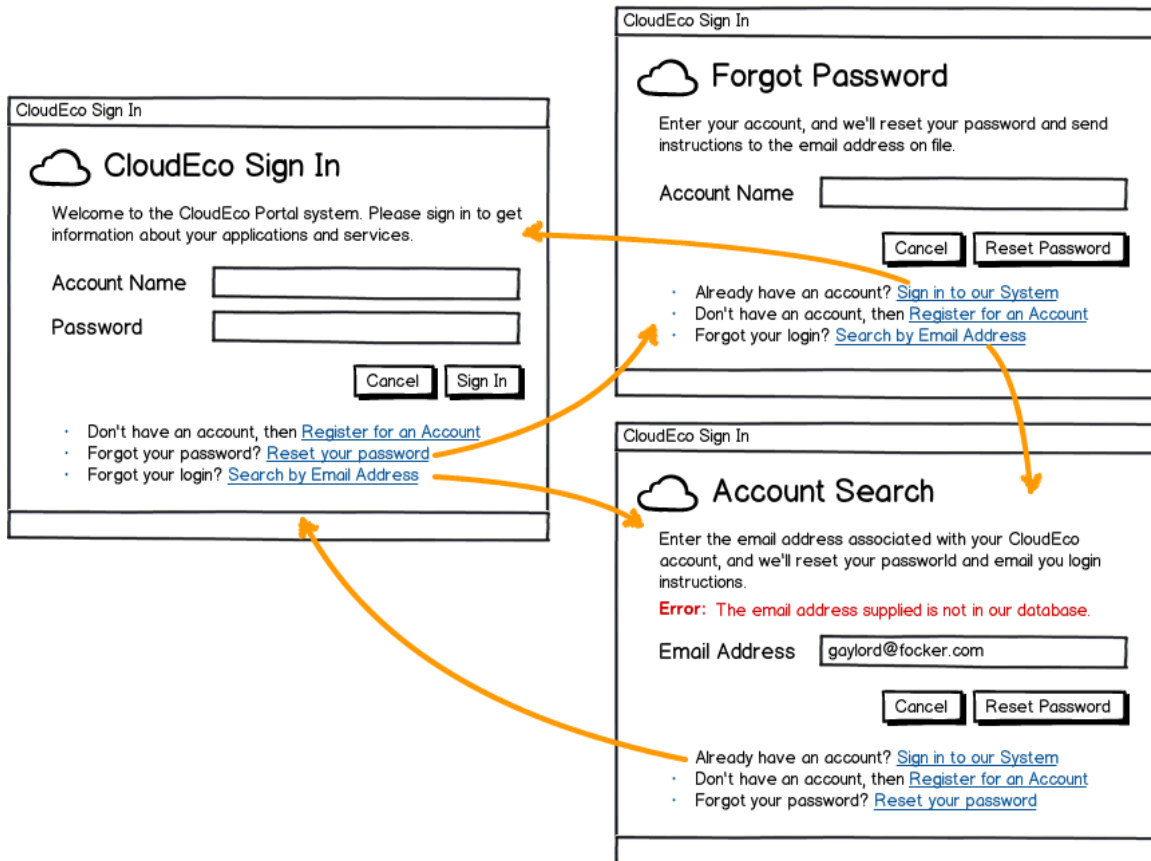 CloudEco Sign In
CloudEco Sign In
Welcome to the CloudEco Portal system. Please sign in to get
information about your applications and services.
Account Name
Password
Cancel
Sign In
· Don't have an account, then Register for an Account
· Forgot your password? Reset your password
· Forgot your login? Search by Email Address
CloudEco Sign In
Forgot Password
Enter your account, and we'll reset your password and send
instructions to the email address on file.
Account Name
Cancel
Reset Password
· Already have an account? Sign in to our System
· Don't have an account, then Register for an Account
· Forgot your login? Search by Email Address
CloudEco Sign In
Account Search
Enter the email address associated with your CloudEco
account, and we'll reset your passworld and email you login
instructions.
Error: The email address supplied is not in our database.
Email Address
gaylord@focker.com
Cancel
Reset Password
Already have an account? Sign in to our System
· Don't have an account, then Register for an Account
· Forgot your password? Reset your password